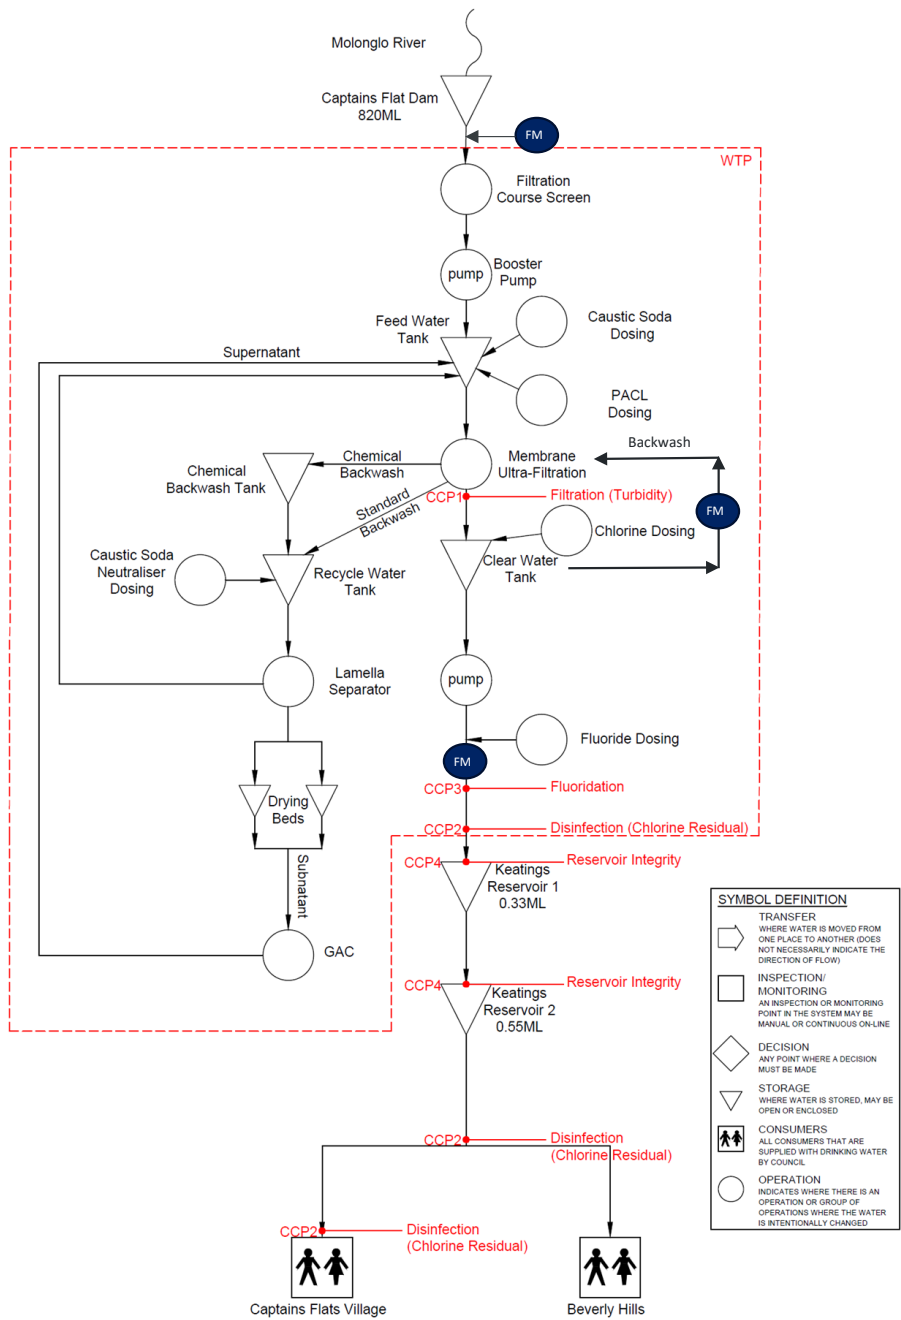 Molonglo River
Captains Flat Dam
820ML
FM
WTP
Filtration
Course Screen
pump
Booster
Pump
Feed Water
Tank
Caustic Soda
Dosing
Supernatant
PACL
Dosing
Backwash
Chemical
Backwash
Membrane
Ultra-Filtration
Chemical
Backwash Tank
CCP1
Filtration (Turbidity)
Standard
Backwash
FM
Chlorine Dosing
Caustic Soda
Neutraliser
Dosing
Recycle Water
Tank
Clear Water
Tank
Lamella
Separator
pump
Fluoride Dosing
FM
CCP3
Fluoridation
Drying
Beds
CCP2
Disinfection (Chlorine Residual)
CCP4
Reservoir Integrity
Keatings
Reservoir 1
0.33ML
Subnatant
GAC
CCP4
Reservoir Integrity
Keatings
Reservoir 2
0.55ML
CCP2
Disinfection
(Chlorine Residual)
CCP2
Disinfection
(Chlorine Residual)
Captains Flats Village
Beverly Hills
SYMBOL DEFINITION
TRANSFER
WHERE WATER IS MOVED FROM
ONE PLACE TO ANOTHER (DOES
NOT NECESSARILY INDICATE THE
DIRECTION OF FLOW)
INSPECTION/
MONITORING
AN INSPECTION OR MONITORING
POINT IN THE SYSTEM MAY BE
MANUAL OR CONTINUOUS ON-LINE
DECISION
ANY POINT WHERE A DECISION
MUST BE MADE
STORAGE
WHERE WATER IS STORED, MAY BE
OPEN OR ENCLOSED
CONSUMERS
ALL CONSUMERS THAT ARE
SUPPLIED WITH DRINKING WATER
BY COUNCIL
OPERATION
INDICATES WHERE THERE IS AN
OPERATION OR GROUP OF
OPERATIONS WHERE THE WATER
IS INTENTIONALLY CHANGED